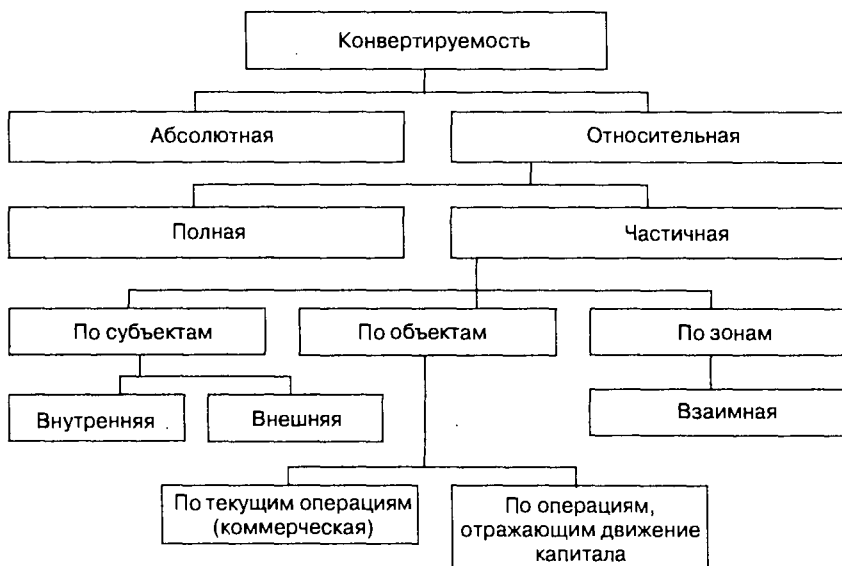 Конвертируемость
Абсолютная
Относительная
Полная
Частичная
По субъектам
По объектам
По зонам
Внутренняя
Внешняя
Взаимная
По текущим операциям
(коммерческая)
По операциям,
отражающим движение
капитала